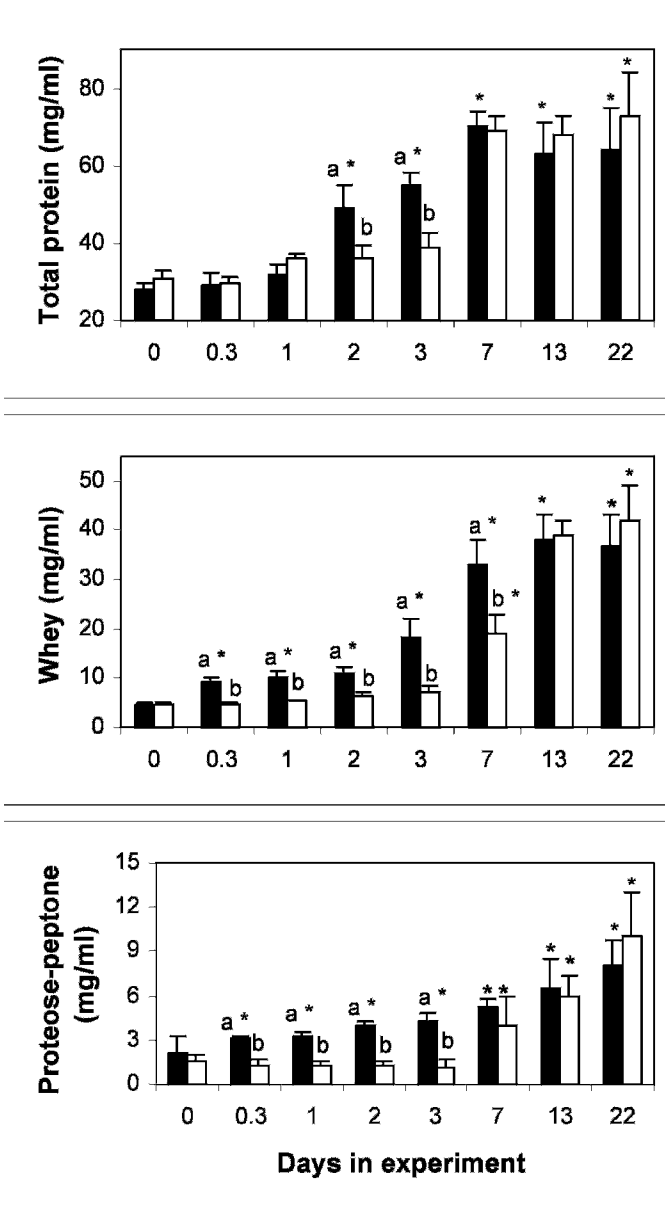 Total protein (mg/ml)
80
60
40
20
a *
b
a *
b
*
*
*
*
0 0.3 1 2 3 7 13 22
Whey (mg/ml)
50
40
30
20
10
0
a *
b
a *
b
a *
b
a *
b
a *
b *
*
*
*
0 0.3 1 2 3 7 13 22
Proteose-peptone
(mg/ml)
15
12
9
6
3
0
a *
b
a *
b
a *
b
a *
b
* *
*
*
*
*
0 0.3 1 2 3 7 13 22
Days in experiment